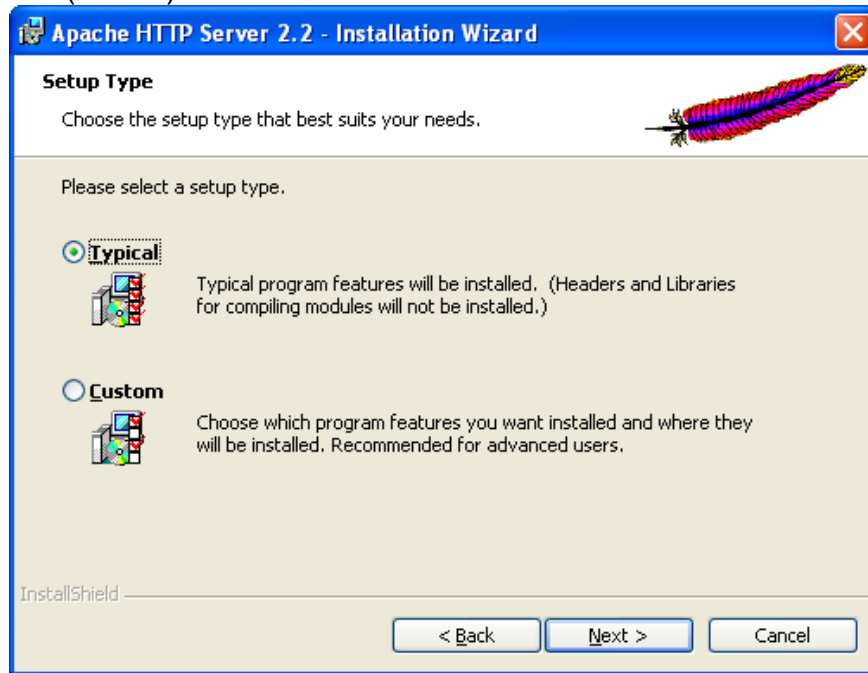 Apache HTTP Server 2.2 - Installation Wizard
Setup Type
Choose the setup type that best suits your needs.
Please select a setup type.
Typical
Typical program features will be installed.  (Headers and Libraries
for compiling modules will not be installed.)
Custom
Choose which program features you want installed and where they
will be installed. Recommended for advanced users.
InstallShield
< Back
Next >
Cancel